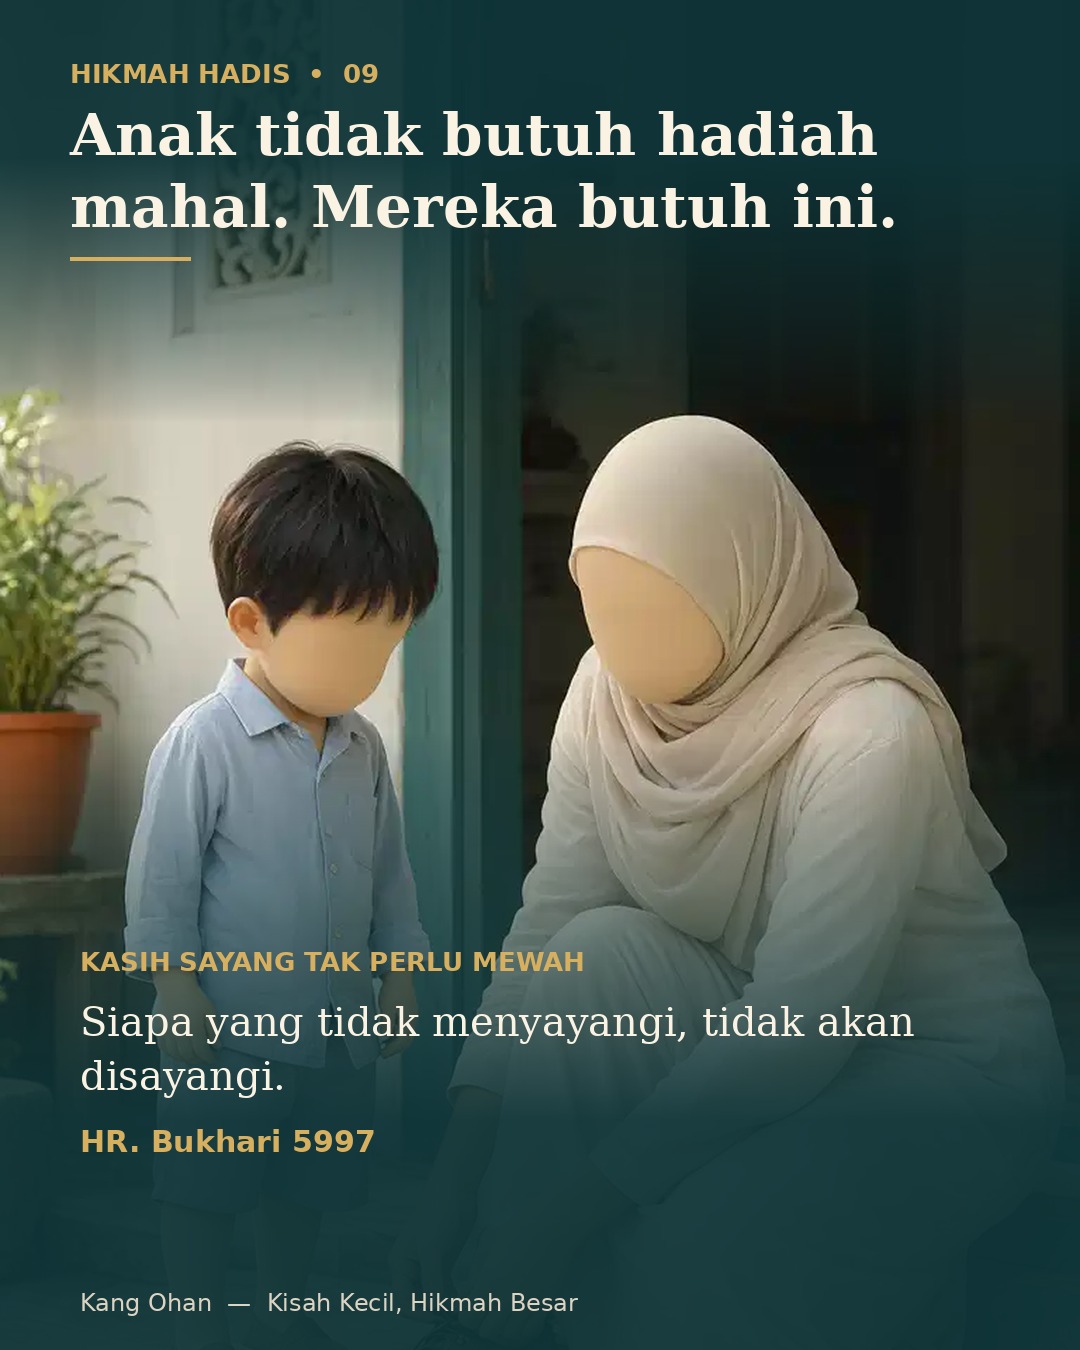 HIKMAH HADIS • 09
Anak tidak butuh hadiah
mahal. Mereka butuh ini.
KASIH SAYANG TAK PERLU MEWAH
Siapa yang tidak menyayangi, tidak akan
disayangi.
HR. Bukhari 5997
Kang Ohan — Kisah Kecil, Hikmah Besar